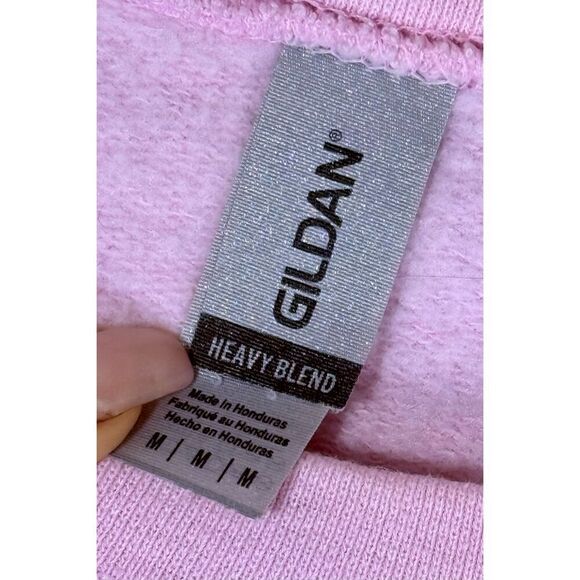 GILDAN®
HEAVY BLEND
Made in Honduras
Fabriqué au Honduras
Hecho en Honduras
M | M | M